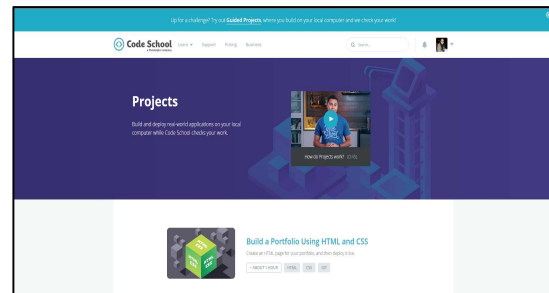 Up for a challenge? Try out Guided Projects, where you build on your local computer and we check your work!
Code School Learn Support Pricing Business Search...
Projects
Build and deploy real-world applications on your local
computer while Code School checks your work.
How do Projects work?
Build a Portfolio Using HTML and CSS
Create an HTML page for your portfolio, and then deploy it live.
HTML CSS GIT